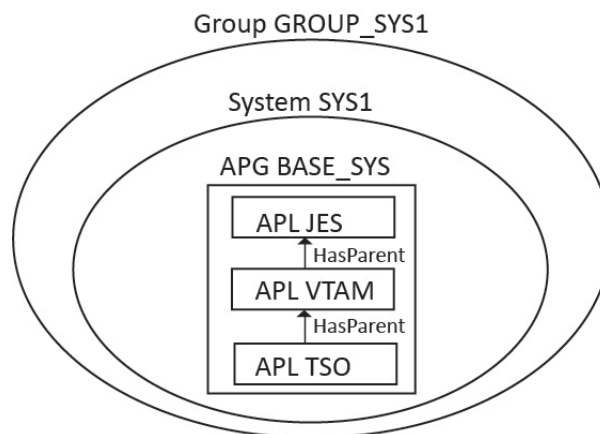 Group GROUP_SYS1
System SYS1
APG BASE_SYS
APL JES
HasParent
APL VTAM
HasParent
APL TSO